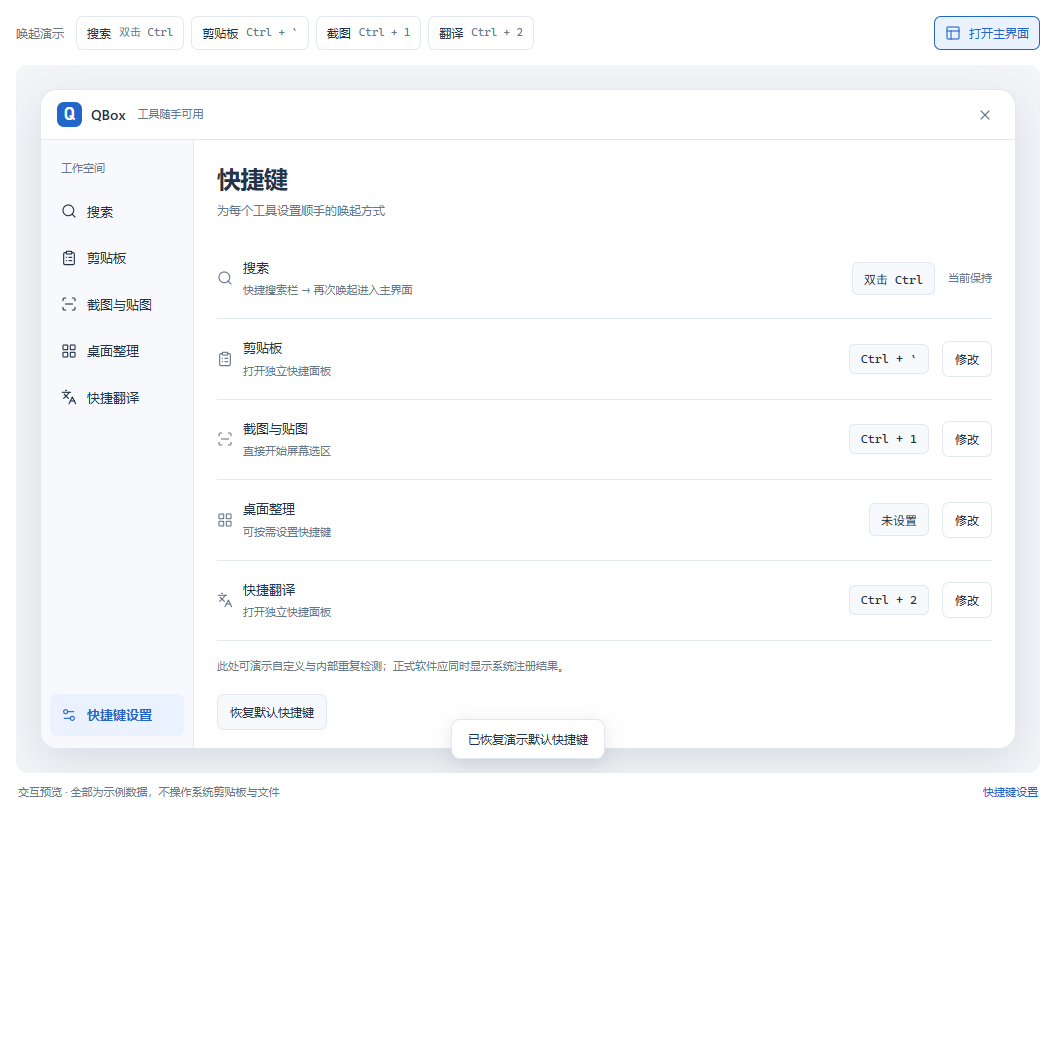 唤起演示 搜索 双击 Ctrl 剪贴板 Ctrl + ` 截图 Ctrl + 1 翻译 Ctrl + 2 打开主界面
Q QBox 工具随手可用
工作空间
搜索
剪贴板
截图与贴图
桌面整理
快捷翻译
快捷键设置
快捷键
为每个工具设置顺手的唤起方式
搜索
快捷搜索栏 → 再次唤起进入主界面
双击 Ctrl 当前保持
剪贴板
打开独立快捷面板
Ctrl + ` 修改
截图与贴图
直接开始屏幕选区
Ctrl + 1 修改
桌面整理
可按需设置快捷键
未设置 修改
快捷翻译
打开独立快捷面板
Ctrl + 2 修改
此处可演示自定义与内部重复检测；正式软件应同时显示系统注册结果。
恢复默认快捷键
已恢复演示默认快捷键
交互预览 · 全部为示例数据，不操作系统剪贴板与文件 快捷键设置